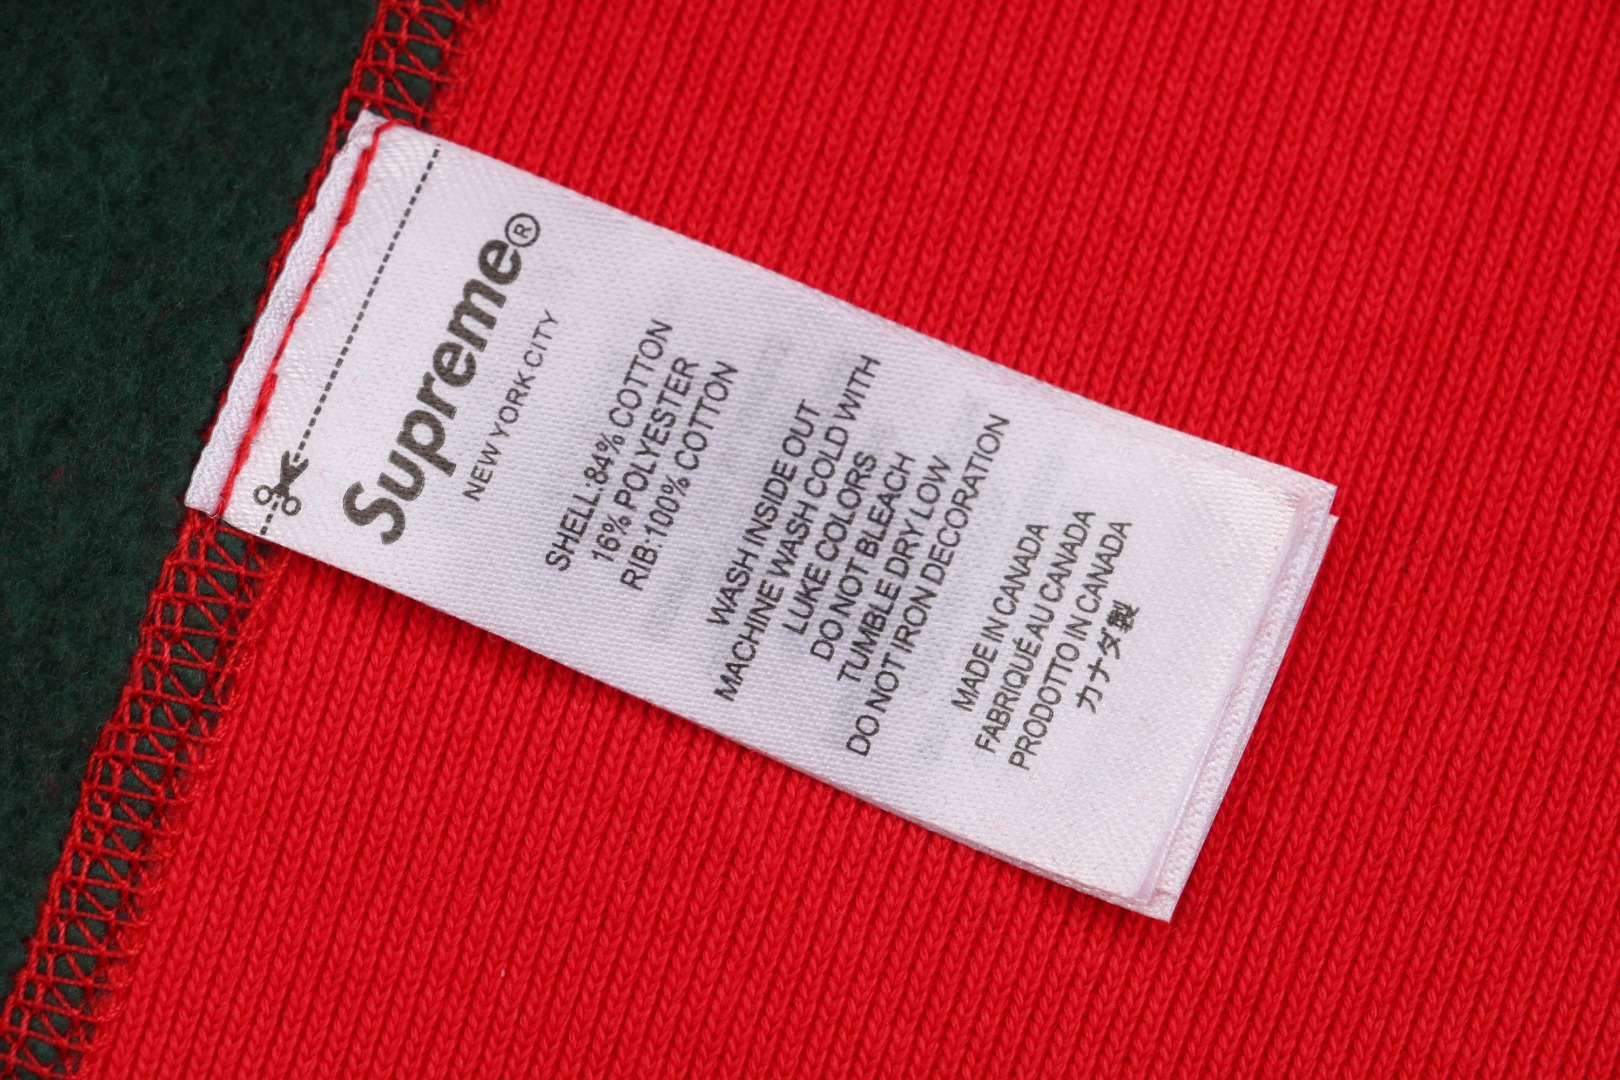 Supreme®
NEW YORK CITY
SHELL:84% COTTON
16% POLYESTER
RIB:100% COTTON
WASH INSIDE OUT
MACHINE WASH COLD WITH
LUKE COLORS
DO NOT BLEACH
TUMBLE DRY LOW
DO NOT IRON DECORATION
MADE IN CANADA
FABRIQUÉ AU CANADA
PRODOTTO IN CANADA
カナダ製